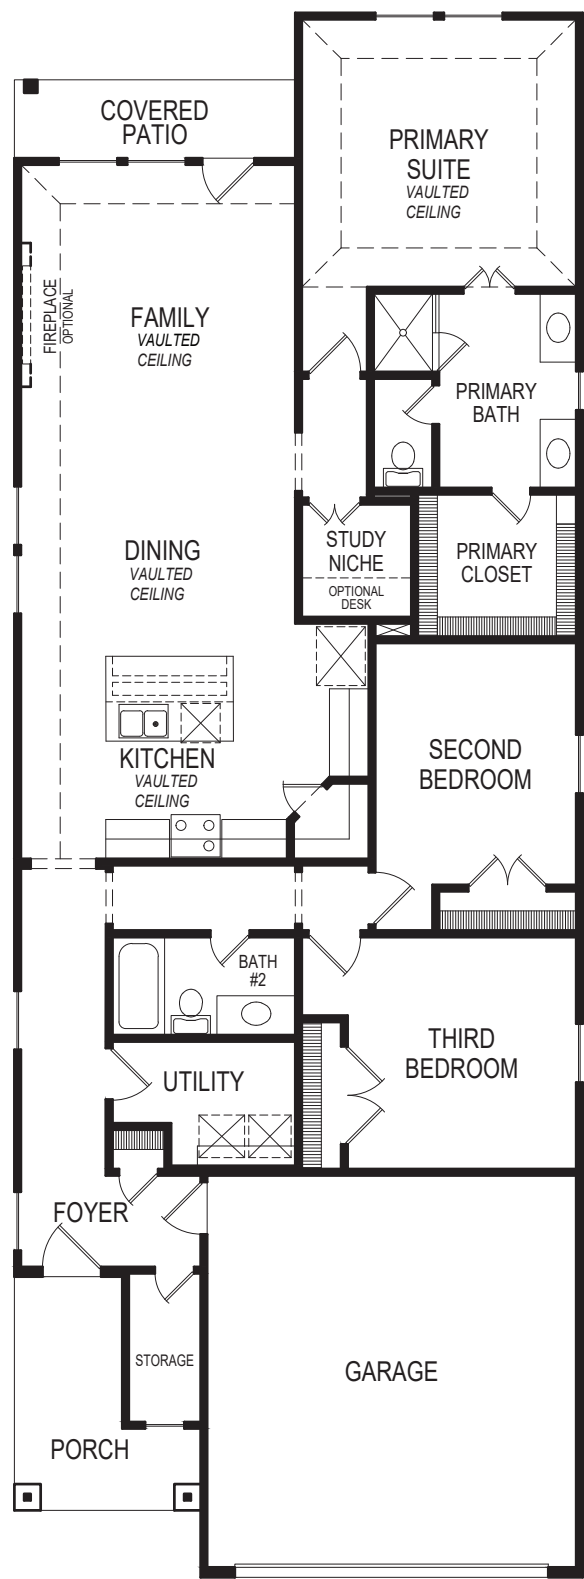 COVERED
PATIO
PRIMARY
SUITE
VAULTED
CEILING
FIREPLACE
OPTIONAL
FAMILY
VAULTED
CEILING
PRIMARY
BATH
DINING
VAULTED
CEILING
STUDY
NICHE
OPTIONAL
DESK
PRIMARY
CLOSET
KITCHEN
VAULTED
CEILING
SECOND
BEDROOM
BATH
#2
THIRD
BEDROOM
UTILITY
FOYER
STORAGE
GARAGE
PORCH